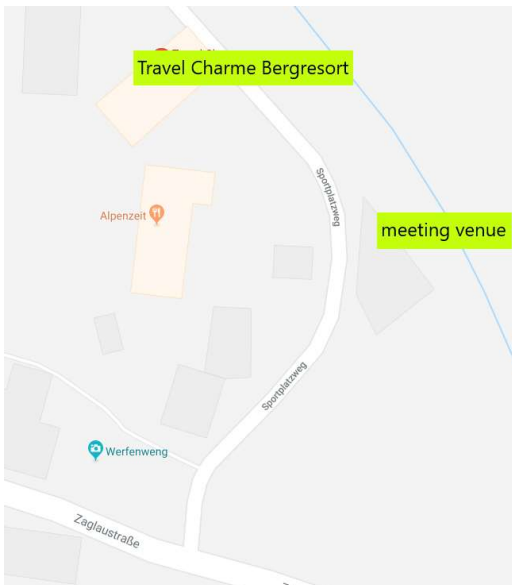 Travel Charme Bergresort
Sportplatzweg
Alpenzeit
meeting venue
Sportplatzweg
Werfenweng
Zaglaustraße